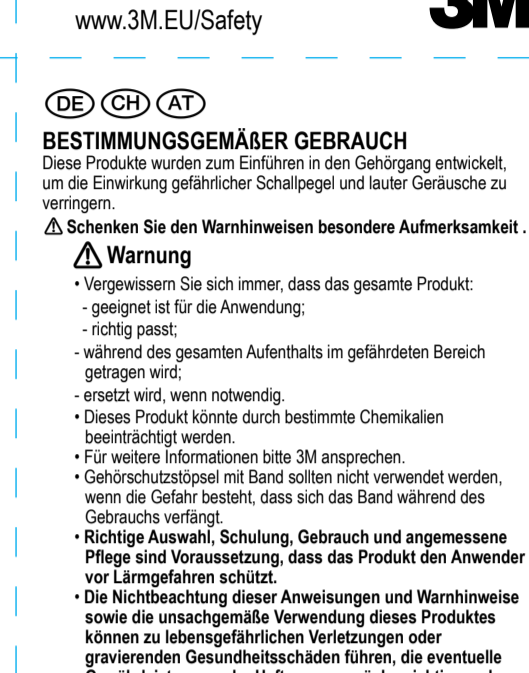 www.3M.EU/Safety
3M
DE CH AT
BESTIMMUNGSGEMÄßER GEBRAUCH
Diese Produkte wurden zum Einführen in den Gehörgang entwickelt,
um die Einwirkung gefährlicher Schallpegel und lauter Geräusche zu
verringern.
⚠ Schenken Sie den Warnhinweisen besondere Aufmerksamkeit .
⚠ Warnung
• Vergewissern Sie sich immer, dass das gesamte Produkt:
- geeignet ist für die Anwendung;
- richtig passt;
- während des gesamten Aufenthalts im gefährdeten Bereich
getragen wird;
- ersetzt wird, wenn notwendig.
• Dieses Produkt könnte durch bestimmte Chemikalien
beeinträchtigt werden.
• Für weitere Informationen bitte 3M ansprechen.
• Gehörschutzstöpsel mit Band sollten nicht verwendet werden,
wenn die Gefahr besteht, dass sich das Band während des
Gebrauchs verfängt.
• Richtige Auswahl, Schulung, Gebrauch und angemessene
Pflege sind Voraussetzung, dass das Produkt den Anwender
vor Lärmgefahren schützt.
• Die Nichtbeachtung dieser Anweisungen und Warnhinweise
sowie die unsachgemäße Verwendung dieses Produktes
können zu lebensgefährlichen Verletzungen oder
gravierenden Gesundheitsschäden führen, die eventuelle